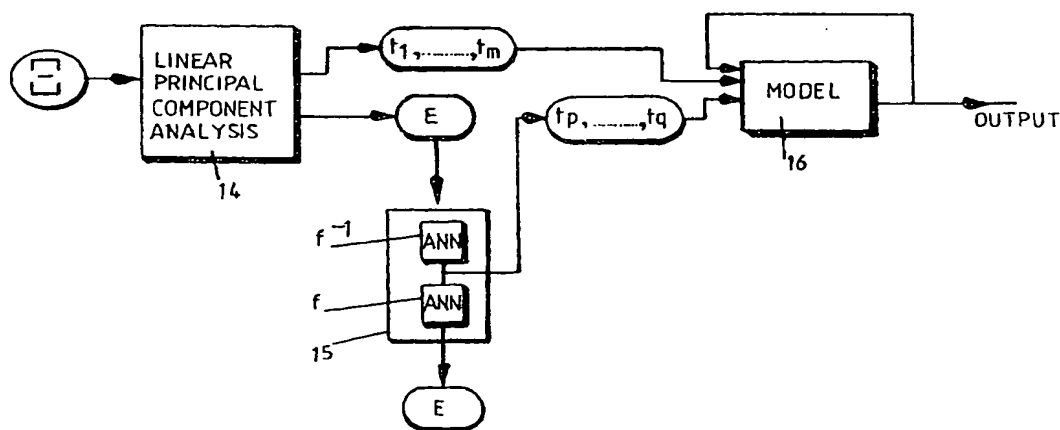 LINEAR
PRINCIPAL
COMPONENT
ANALYSIS
14
t1,........,tm
E
tp,........,tq
MODEL
16
OUTPUT
f-1
ANN
f
ANN
15
E